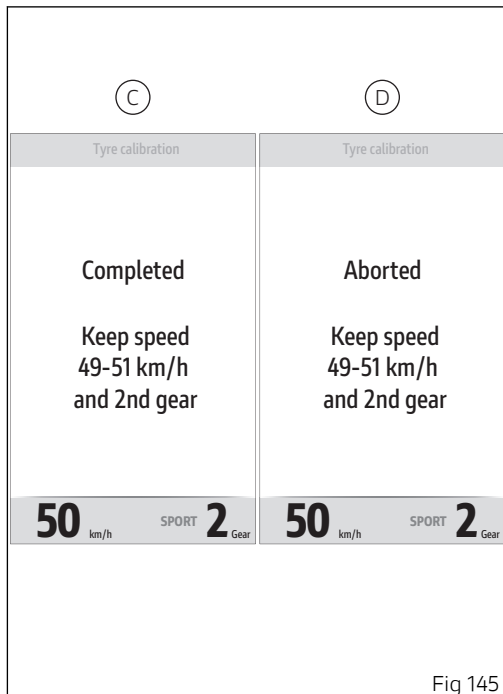 C
D
Tyre calibration
Completed
Keep speed
49-51 km/h
and 2nd gear
50 km/h SPORT 2 Gear
Tyre calibration
Aborted
Keep speed
49-51 km/h
and 2nd gear
50 km/h SPORT 2 Gear
Fig 145